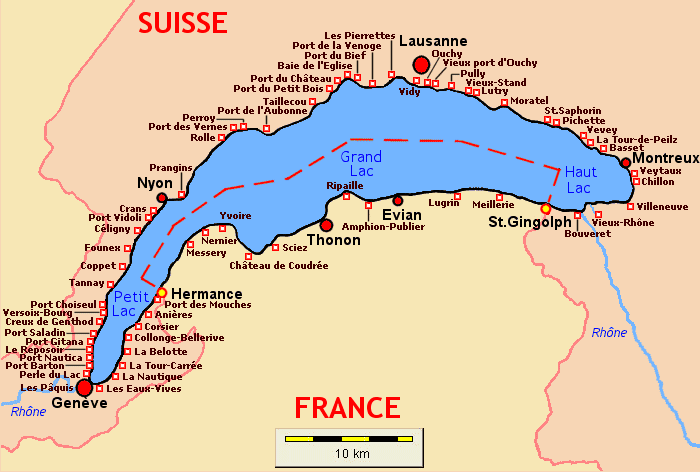 SUISSE
Les Pierrettes
Port de la Venoge
Port du Bief
Baie de l'Eglise
Port du Château
Port du Petit Bois
Taillecou
Port de l'Aubonne
Perroy
Port des Vernes
Rolle
Lausanne
Ouchy
Vieux port d'Ouchy
Pully
Vidy
Vieux-Stand
Lutry
Moratel
St.Saphorin
Pichette
Vevey
La Tour-de-Peilz
Basset
Montreux
Veytaux
Chillon
Villeneuve
Vieux-Rhône
Bouveret
Grand
Lac
Haut
Lac
Prangins
Nyon
Crans
Port Vidoli
Céligny
Founex
Coppet
Tannay
Ripaille
Evian
Amphion-Publier
Lugrin
Meillerie
St.Gingolph
Yvoire
Nernier
Messery
Thonon
Sciez
Château de Coudrée
Petit
Lac
Hermance
Port des Mouches
Anières
Corsier
Collonge-Bellerive
La Belotte
La Tour-Carrée
La Nautique
Les Eaux-Vives
Port Choiseul
Versoix-Bourg
Creux de Genthod
Port Saladin
Port Gitana
Le Reposoir
Port Nautica
Port Barton
Perle du Lac
Les Pâquis
Genève
Rhône
Rhône
FRANCE
10 km